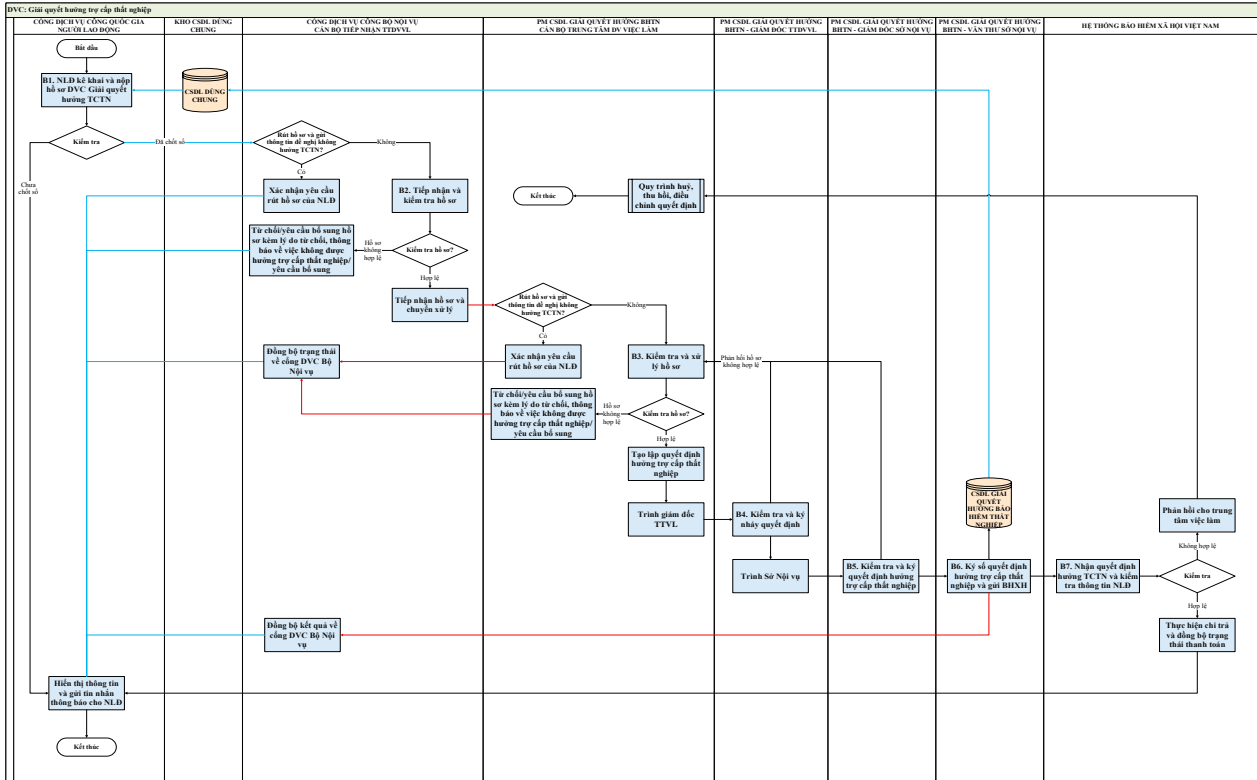 DVC: Giải quyết hưởng trợ cấp thất nghiệp
CỔNG DỊCH VỤ CÔNG QUỐC GIA
NGƯỜI LAO ĐỘNG
KHO CSDL DÙNG
CHUNG
CỔNG DỊCH VỤ CÔNG BỘ NỘI VỤ
CÁN BỘ TIẾP NHẬN TTDVVL
PM CSDL GIẢI QUYẾT HƯỞNG BHTN
CÁN BỘ TRUNG TÂM DV VIỆC LÀM
PM CSDL GIẢI QUYẾT HƯỞNG
BHTN - GIÁM ĐỐC TTDVVL
PM CSDL GIẢI QUYẾT HƯỞNG
BHTN - GIÁM ĐỐC SỞ NỘI VỤ
PM CSDL GIẢI QUYẾT HƯỞNG
BHTN - VĂN THƯ SỞ NỘI VỤ
HỆ THỐNG BẢO HIỂM XÃ HỘI VIỆT NAM
Bắt đầu
B1. NLĐ kê khai và nộp
hồ sơ DVC Giải quyết
hưởng TCTN
CSDL DÙNG
CHUNG
Kiểm tra
Đã chốt sổ
Chưa
chốt sổ
Rút hồ sơ và gửi
thông tin đề nghị không
hưởng TCTN?
Không
Có
Xác nhận yêu cầu
rút hồ sơ của NLĐ
B2. Tiếp nhận và
kiểm tra hồ sơ
Kết thúc
Quy trình huỷ,
thu hồi, điều
chỉnh quyết định
Từ chối/yêu cầu bổ sung hồ
sơ kèm lý do từ chối, thông
báo về việc không được
hưởng trợ cấp thất nghiệp/
yêu cầu bổ sung
Hồ sơ
không
hợp lệ
Kiểm tra hồ sơ?
Hợp lệ
Tiếp nhận hồ sơ và
chuyển xử lý
Rút hồ sơ và gửi
thông tin đề nghị không
hưởng TCTN?
Không
Có
Đồng bộ trạng thái
về cổng DVC Bộ
Nội vụ
Xác nhận yêu cầu
rút hồ sơ của NLĐ
B3. Kiểm tra và xử
lý hồ sơ
Phản hồi hồ sơ
không hợp lệ
Từ chối/yêu cầu bổ sung hồ
sơ kèm lý do từ chối, thông
báo về việc không được
hưởng trợ cấp thất nghiệp/
yêu cầu bổ sung
Hồ sơ
không
hợp lệ
Kiểm tra hồ sơ?
Hợp lệ
Tạo lập quyết định
hưởng trợ cấp thất
nghiệp
Trình giám đốc
TTVL
B4. Kiểm tra và ký
nháy quyết định
CSDL GIẢI
QUYẾT
HƯỞNG BẢO
HIỂM THẤT
NGHIỆP
Phản hồi cho trung
tâm việc làm
Không hợp lệ
Trình Sở Nội vụ
B5. Kiểm tra và ký
quyết định hưởng
trợ cấp thất nghiệp
B6. Ký số quyết định
hưởng trợ cấp thất
nghiệp và gửi BHXH
B7. Nhận quyết định
hưởng TCTN và kiểm
tra thông tin NLĐ
Kiểm tra
Hợp lệ
Đồng bộ kết quả về
cổng DVC Bộ Nội
vụ
Thực hiện chi trả
và đồng bộ trạng
thái thanh toán
Hiển thị thông tin
và gửi tin nhắn
thông báo cho NLĐ
Kết thúc